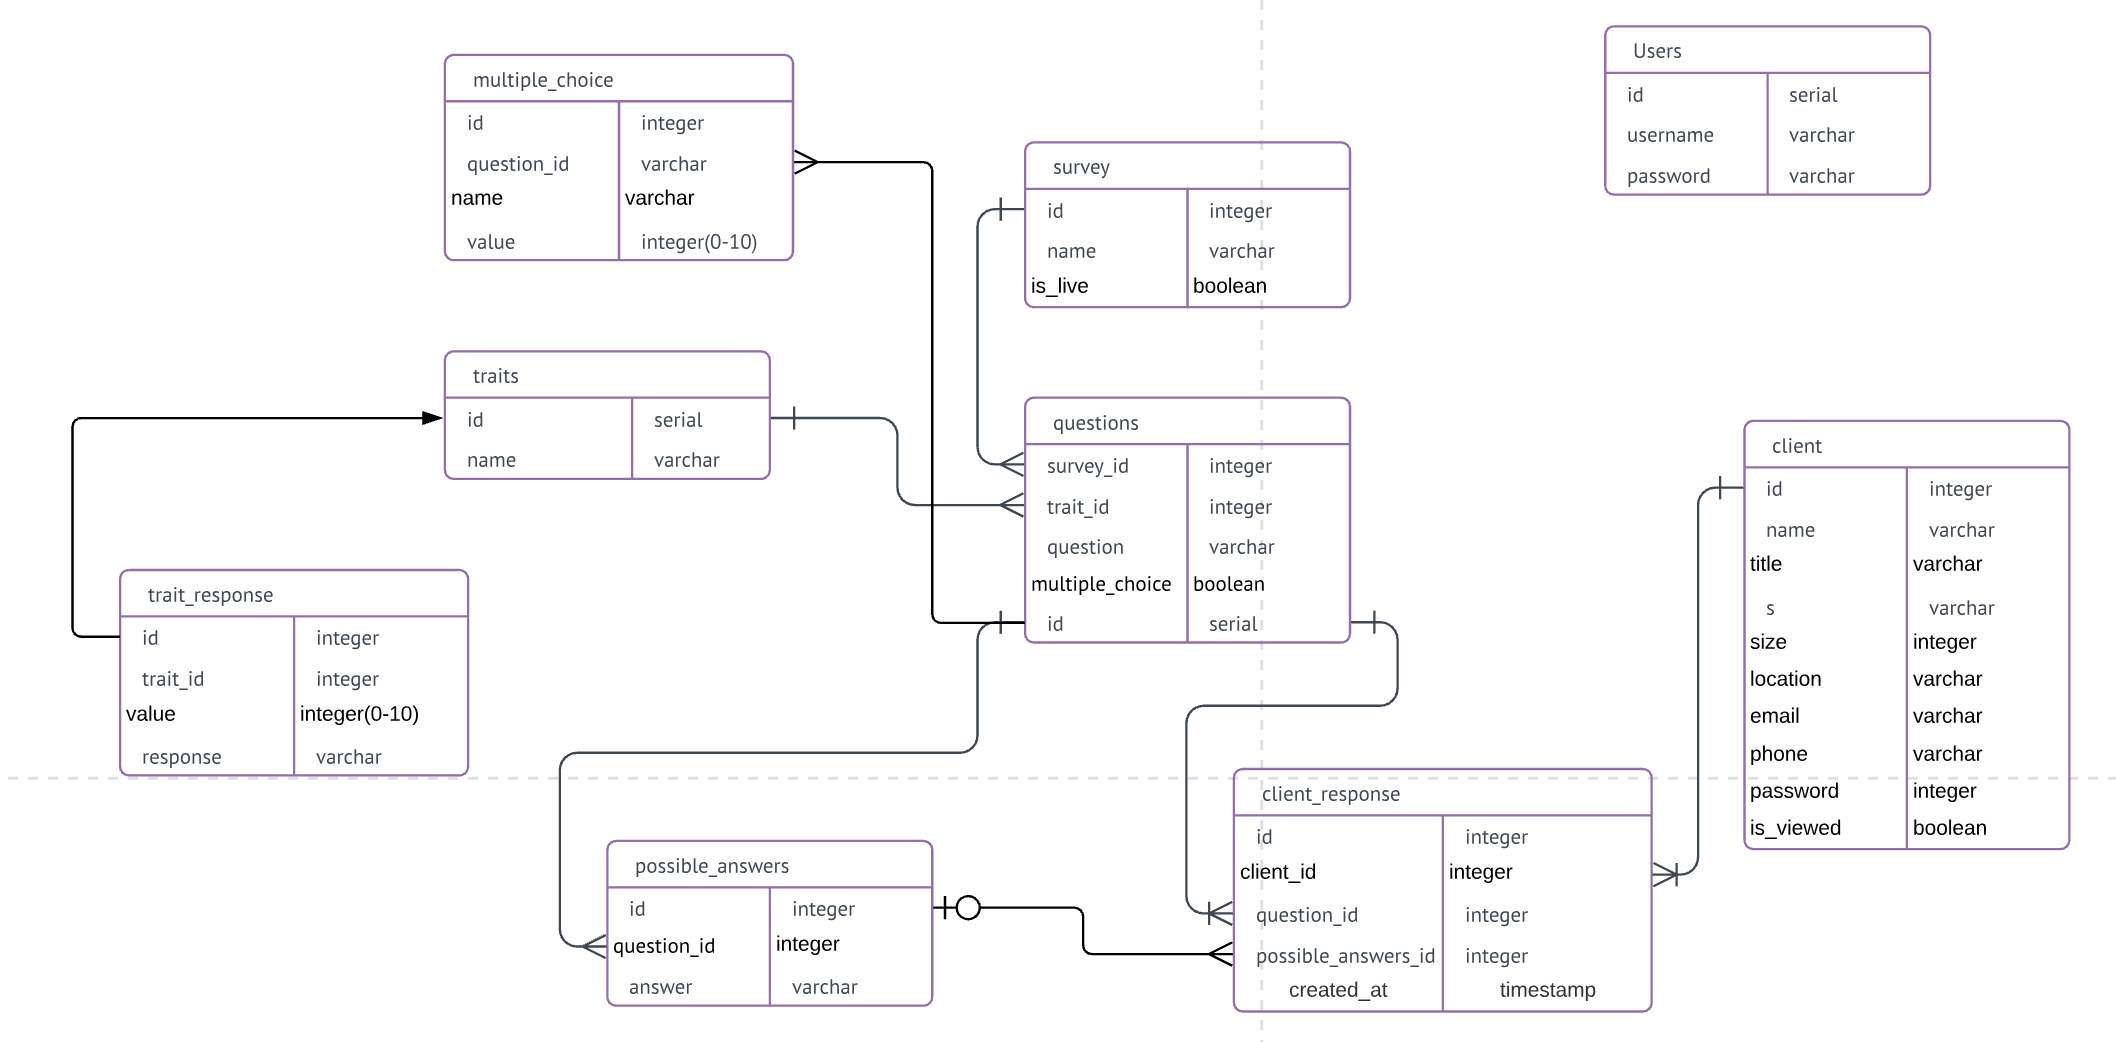 multiple_choice
id integer
question_id varchar
name varchar
value integer(0-10)
Users
id serial
username varchar
password varchar
survey
id integer
name varchar
is_live boolean
traits
id serial
name varchar
questions
survey_id integer
trait_id integer
question varchar
multiple_choice boolean
id serial
client
id integer
name varchar
title varchar
s varchar
size integer
location varchar
email varchar
phone varchar
password integer
is_viewed boolean
trait_response
id integer
trait_id integer
value integer(0-10)
response varchar
possible_answers
id integer
question_id integer
answer varchar
client_response
id integer
client_id integer
question_id integer
possible_answers_id integer
created_at timestamp